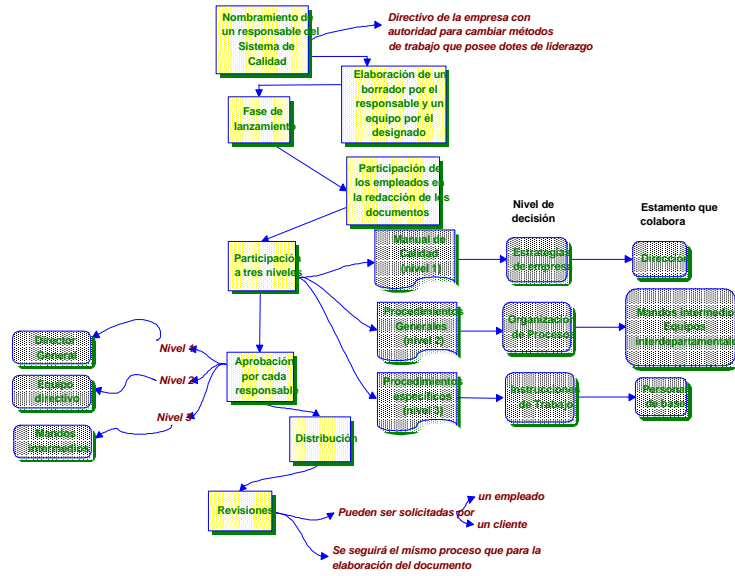 Nombramiento de
un responsable del
Sistema de
Calidad
Directivo de la empresa con
autoridad para cambiar métodos
de trabajo que posee dotes de liderazgo
Elaboración de un
borrador por el
responsable y un
equipo por él
designado
Fase de
lanzamiento
Participación de
los empleados en
la redacción de los
documentos
Nivel de
decisión
Estamento que
colabora
Participación
a tres niveles
Manual de
Calidad
(nivel 1)
Estrategias
de empresa
Dirección
Procedimientos
Generales
(nivel 2)
Organización
de Procesos
Mandos intermedio
Equipos
interdepartamentale
Procedimientos
específicos
(nivel 3)
Instrucciones
de Trabajo
Personal
de base
Aprobación
por cada
responsable
Nivel 1
Nivel 2
Nivel 3
Director
General
Equipo
directivo
Mandos
intermedios
Distribución
Revisiones
Pueden ser solicitadas por
un empleado
un cliente
Se seguirá el mismo proceso que para la
elaboración del documento